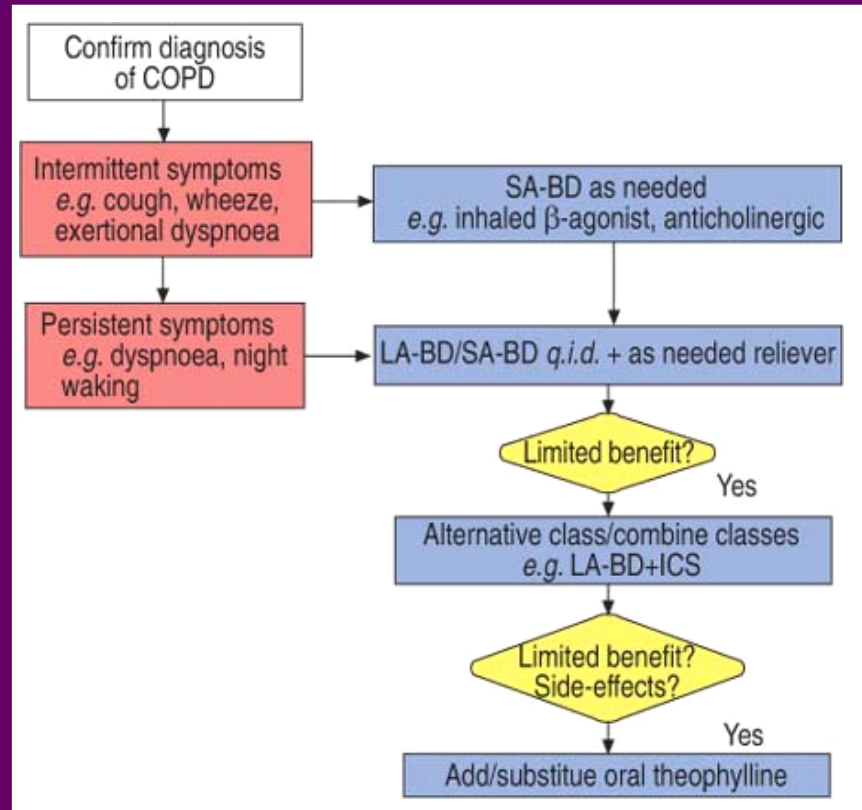 Confirm diagnosis
of COPD
Intermittent symptoms
e.g. cough, wheeze,
exertional dyspnoea
SA-BD as needed
e.g. inhaled β-agonist, anticholinergic
Persistent symptoms
e.g. dyspnoea, night
waking
LA-BD/SA-BD q.i.d. + as needed reliever
Limited benefit?
Yes
Alternative class/combine classes
e.g. LA-BD+ICS
Limited benefit?
Side-effects?
Yes
Add/substitue oral theophylline